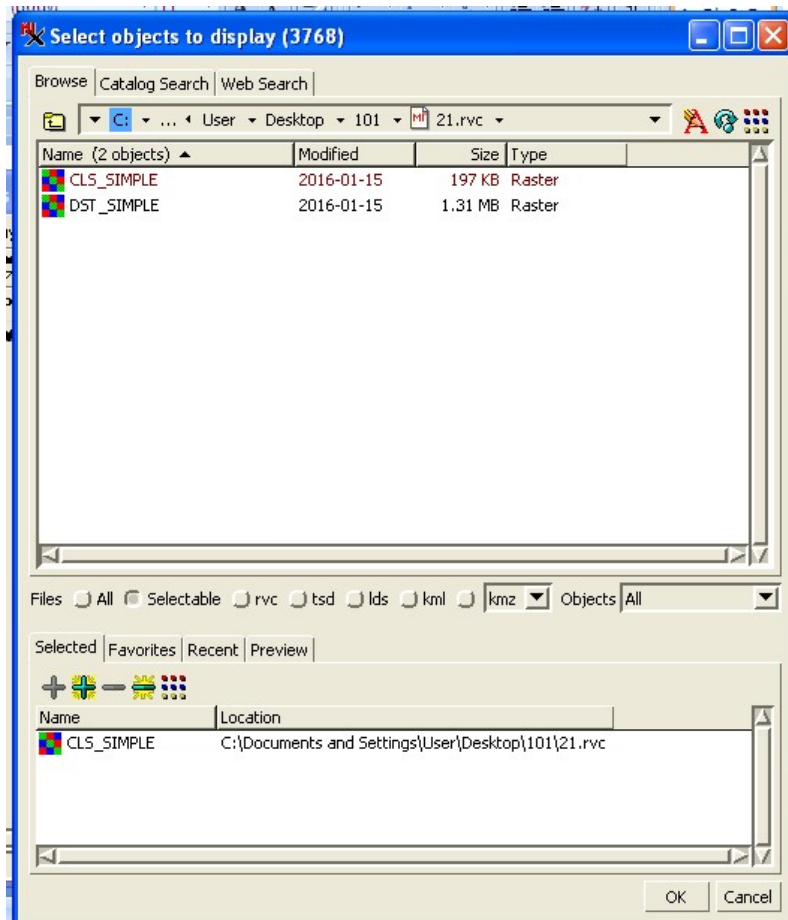 Select objects to display (3768)
Browse Catalog Search Web Search
C: ... User Desktop 101 21.rvc
Name (2 objects) Modified Size Type
CLS_SIMPLE 2016-01-15 197 KB Raster
DST_SIMPLE 2016-01-15 1.31 MB Raster
Files All Selectable rvc tsd lds kml kmz Objects All
Selected Favorites Recent Preview
Name Location
CLS_SIMPLE C:\Documents and Settings\User\Desktop\101\21.rvc
OK Cancel